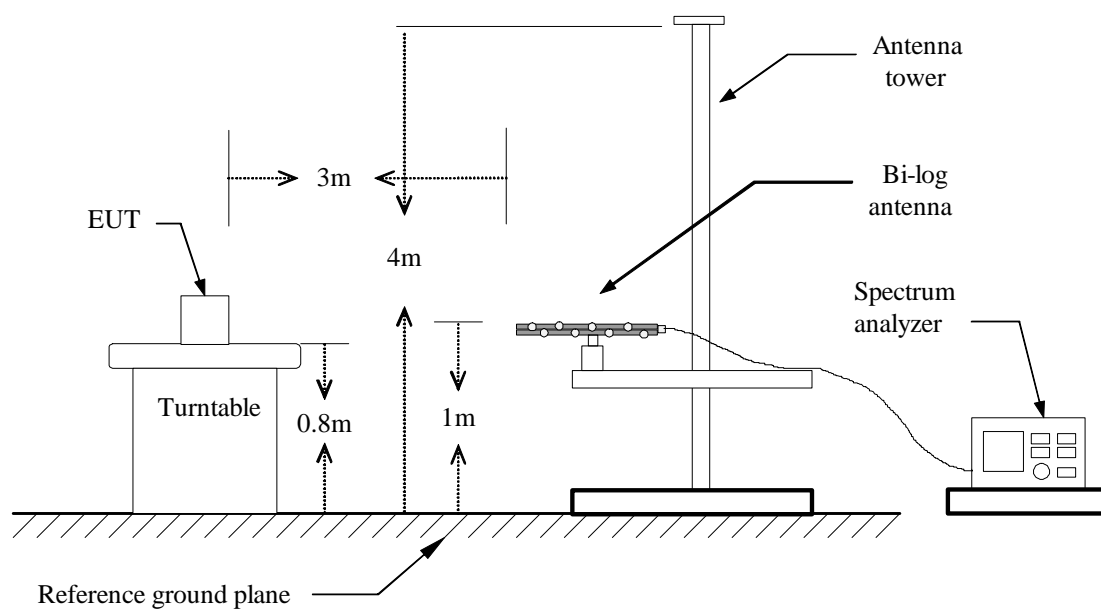 Antenna
tower
3m
Bi-log
antenna
EUT
4m
Spectrum
analyzer
Turntable
0.8m
1m
Reference ground plane